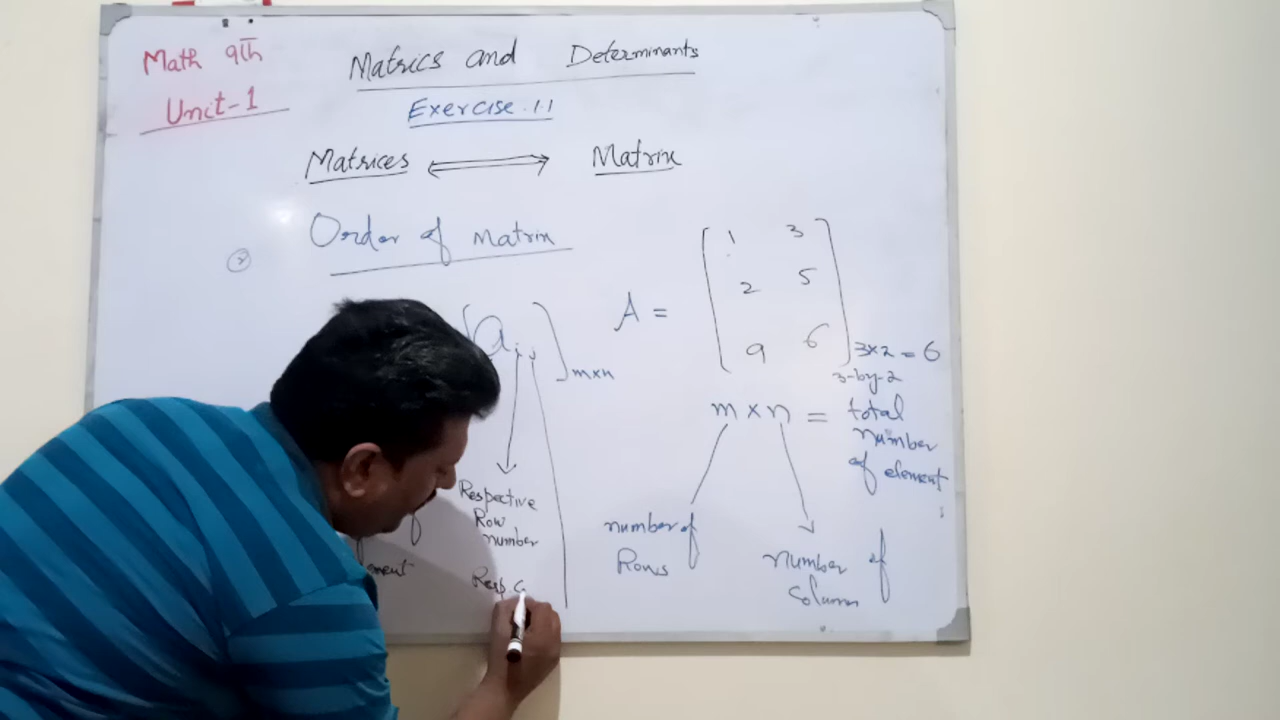 Math 9th
Unit-1
Matrics and Determinants
Exercise 1.1
Matrices ⟷ Matrix
Order of matrix
[aij]m×n
Respective
Row
number
Resp
A = [1 3
2 5
9 6]3×2 = 6
3-by-2
m × n = total
number
of element
number of
Rows
number of
Column